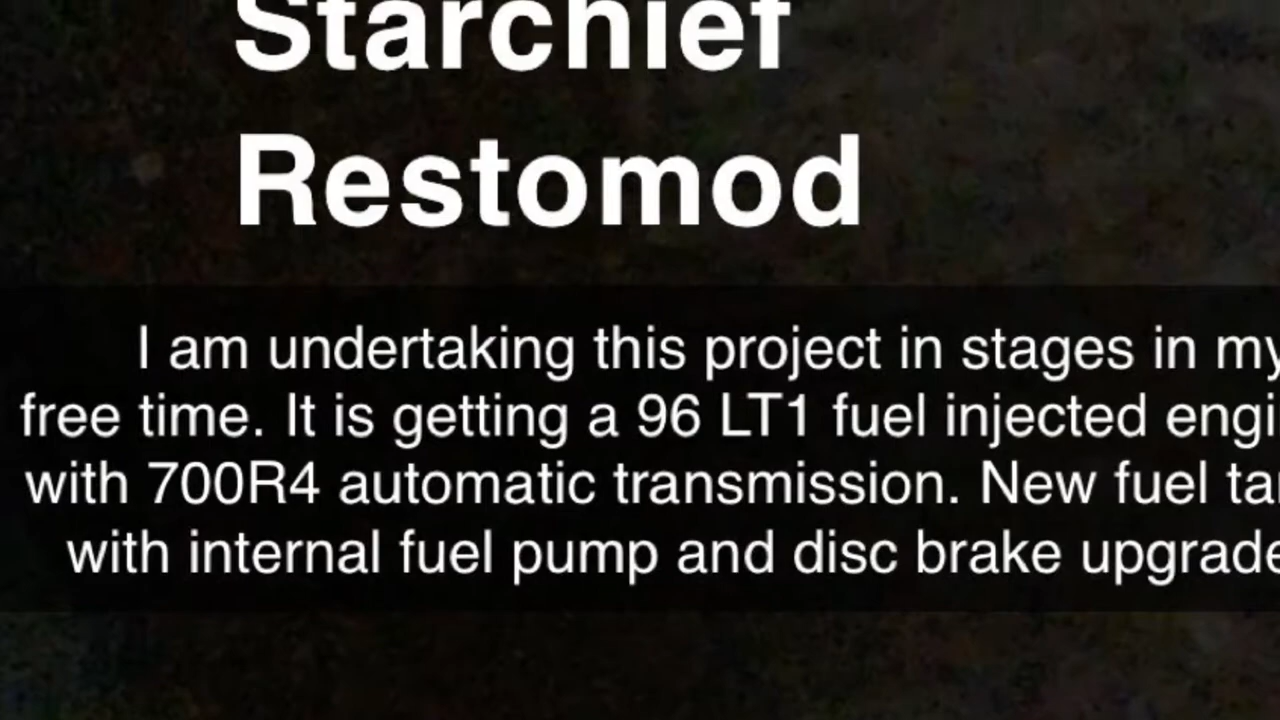 Starchief
Restomod
I am undertaking this project in stages in my
free time. It is getting a 96 LT1 fuel injected
with 700R4 automatic transmission. New fuel
with internal fuel pump and disc brake